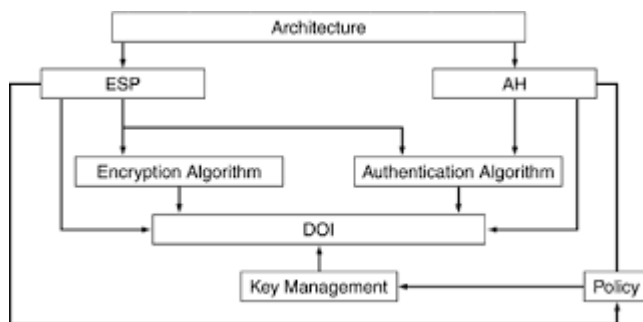 Architecture
ESP
AH
Encryption Algorithm
Authentication Algorithm
DOI
Key Management
Policy